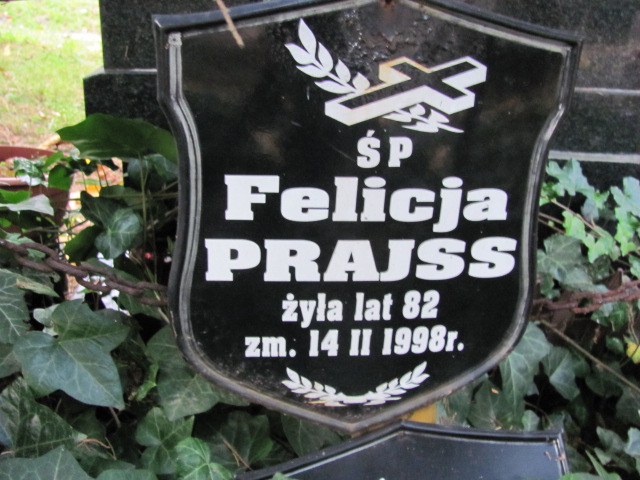 ŚP
Felicja
PRAJSS
żyła lat 82
zm. 14 II 1998r.